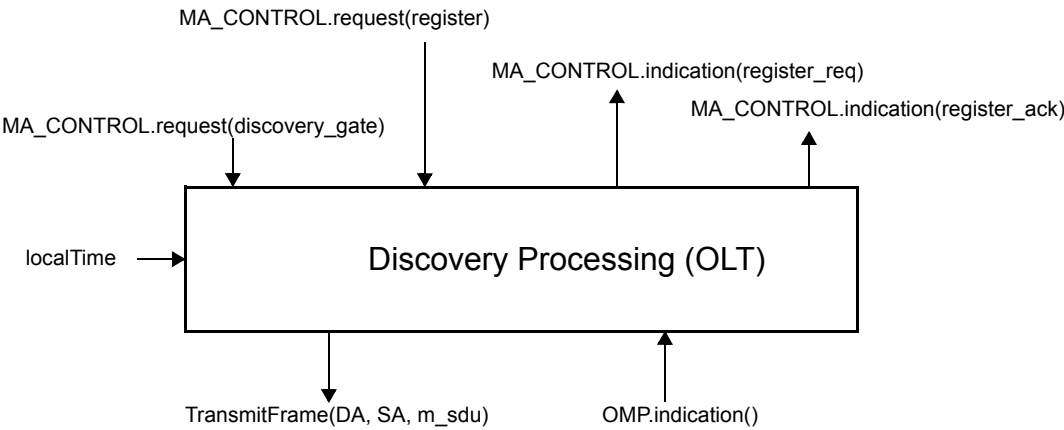 MA_CONTROL.request(register)
MA_CONTROL.indication(register_req)
MA_CONTROL.indication(register_ack)
MA_CONTROL.request(discovery_gate)
localTime
Discovery Processing (OLT)
TransmitFrame(DA, SA, m_sdu)
OMP.indication()